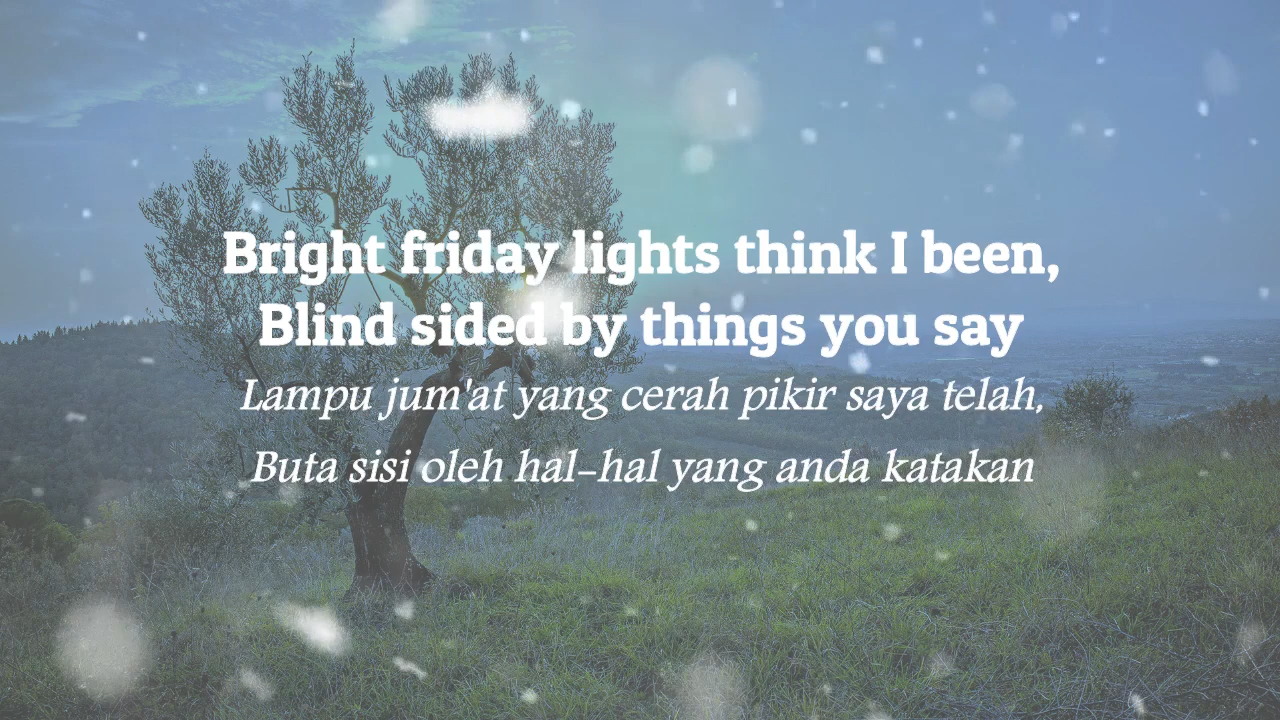 Bright friday lights think I been,
Blind sided by things you say
Lampu jum'at yang cerah pikir saya telah,
Buta sisi oleh hal-hal yang anda katakan